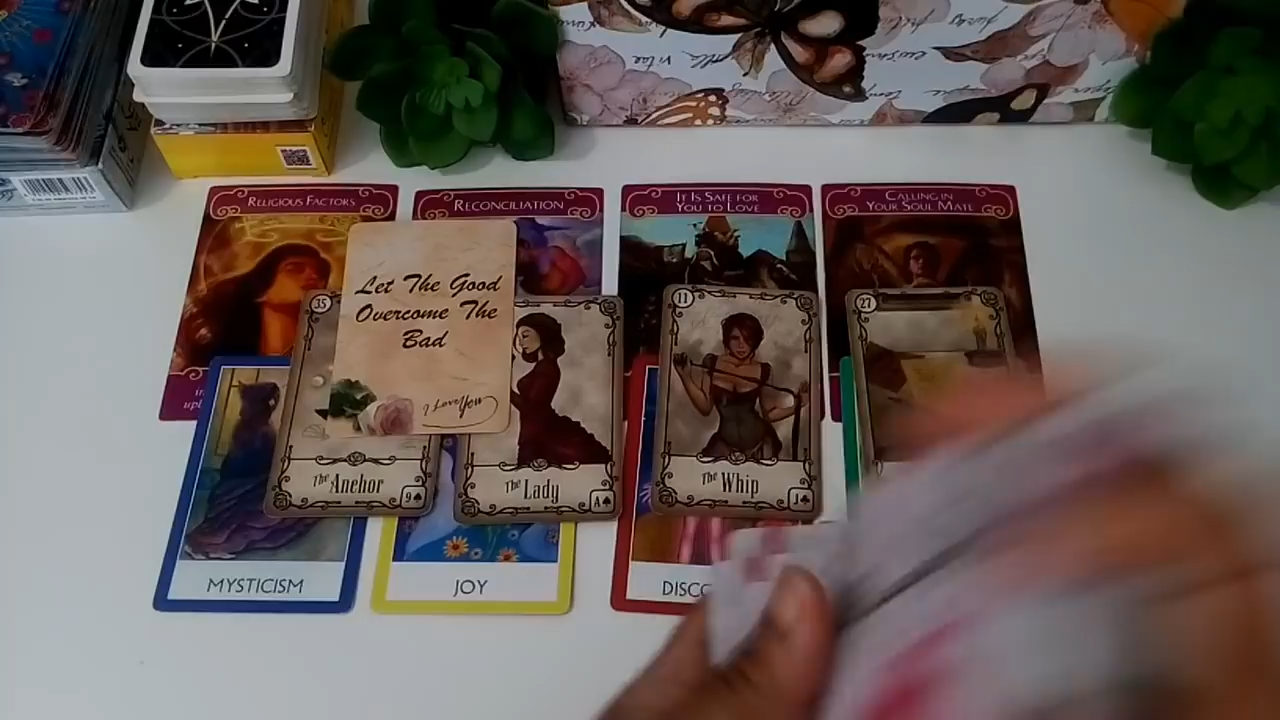 RELIGIOUS FACTORS
RECONCILIATION
IT IS SAFE FOR
YOU TO LOVE
CALLING IN
YOUR SOUL MATE
Let The Good
Overcome The
Bad
I Love You
35
The Anchor
9♠
The Lady
A♠
11
The Whip
J♣
27
MYSTICISM
JOY
DISCO